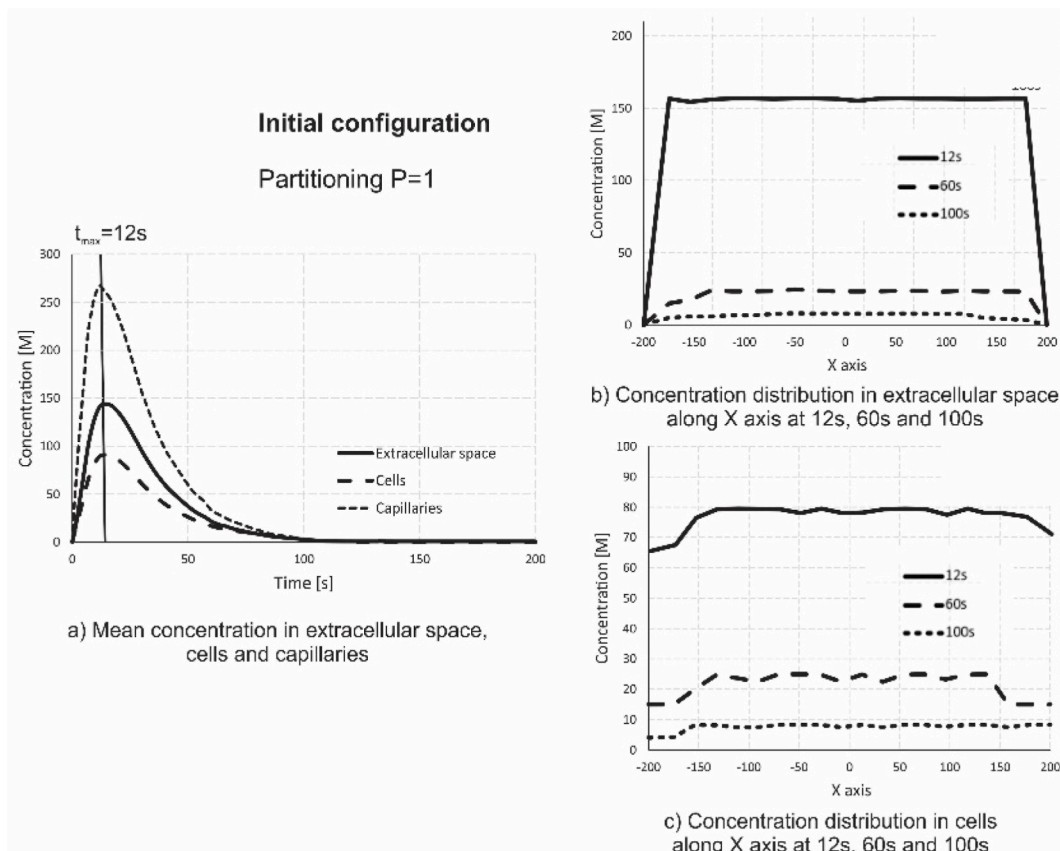 Initial configuration
Partitioning P=1
tmax=12s
300
250
200
150
100
50
0
Concentration [M]
0
50
100
150
200
Time [s]
Extracellular space
Cells
Capillaries
a) Mean concentration in extracellular space,
cells and capillaries
200
150
100
50
0
Concentration [M]
-200
-150
-100
-50
0
50
100
150
200
X axis
12s
60s
100s
b) Concentration distribution in extracellular space
along X axis at 12s, 60s and 100s
100
90
80
70
60
50
40
30
20
10
0
Concentration [M]
-200
-150
-100
-50
0
50
100
150
200
X axis
12s
60s
100s
c) Concentration distribution in cells
along X axis at 12s, 60s and 100s